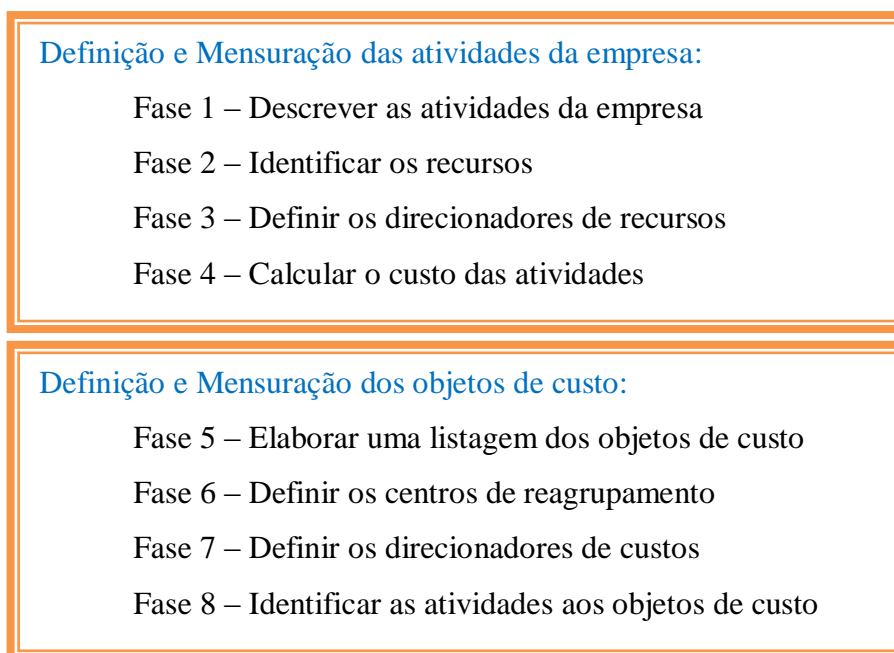 Definição e Mensuração das atividades da empresa:
Fase 1 – Descrever as atividades da empresa
Fase 2 – Identificar os recursos
Fase 3 – Definir os direcionadores de recursos
Fase 4 – Calcular o custo das atividades
Definição e Mensuração dos objetos de custo:
Fase 5 – Elaborar uma listagem dos objetos de custo
Fase 6 – Definir os centros de reagrupamento
Fase 7 – Definir os direcionadores de custos
Fase 8 – Identificar as atividades aos objetos de custo